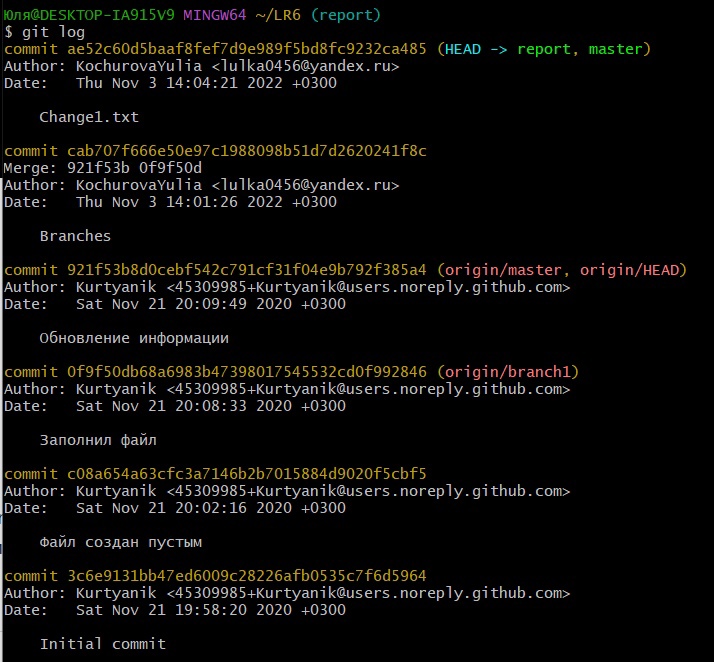 Юля@DESKTOP-IA915V9 MINGW64 ~/LR6 (report)
$ git log
commit ae52c60d5baaf8fef7d9e989f5bd8fc9232ca485 (HEAD -> report, master)
Author: KochurovaYulia <lulka0456@yandex.ru>
Date:   Thu Nov 3 14:04:21 2022 +0300
    Change1.txt
commit cab707f666e50e97c1988098b51d7d2620241f8c
Merge: 921f53b 0f9f50d
Author: KochurovaYulia <lulka0456@yandex.ru>
Date:   Thu Nov 3 14:01:26 2022 +0300
    Branches
commit 921f53b8d0cebf542c791cf31f04e9b792f385a4 (origin/master, origin/HEAD)
Author: Kurtyanik <45309985+Kurtyanik@users.noreply.github.com>
Date:   Sat Nov 21 20:09:49 2020 +0300
    Обновление информации
commit 0f9f50db68a6983b47398017545532cd0f992846 (origin/branch1)
Author: Kurtyanik <45309985+Kurtyanik@users.noreply.github.com>
Date:   Sat Nov 21 20:08:33 2020 +0300
    Заполнил файл
commit c08a654a63cfc3a7146b2b7015884d9020f5cbf5
Author: Kurtyanik <45309985+Kurtyanik@users.noreply.github.com>
Date:   Sat Nov 21 20:02:16 2020 +0300
    Файл создан пустым
commit 3c6e9131bb47ed6009c28226afb0535c7f6d5964
Author: Kurtyanik <45309985+Kurtyanik@users.noreply.github.com>
Date:   Sat Nov 21 19:58:20 2020 +0300
    Initial commit